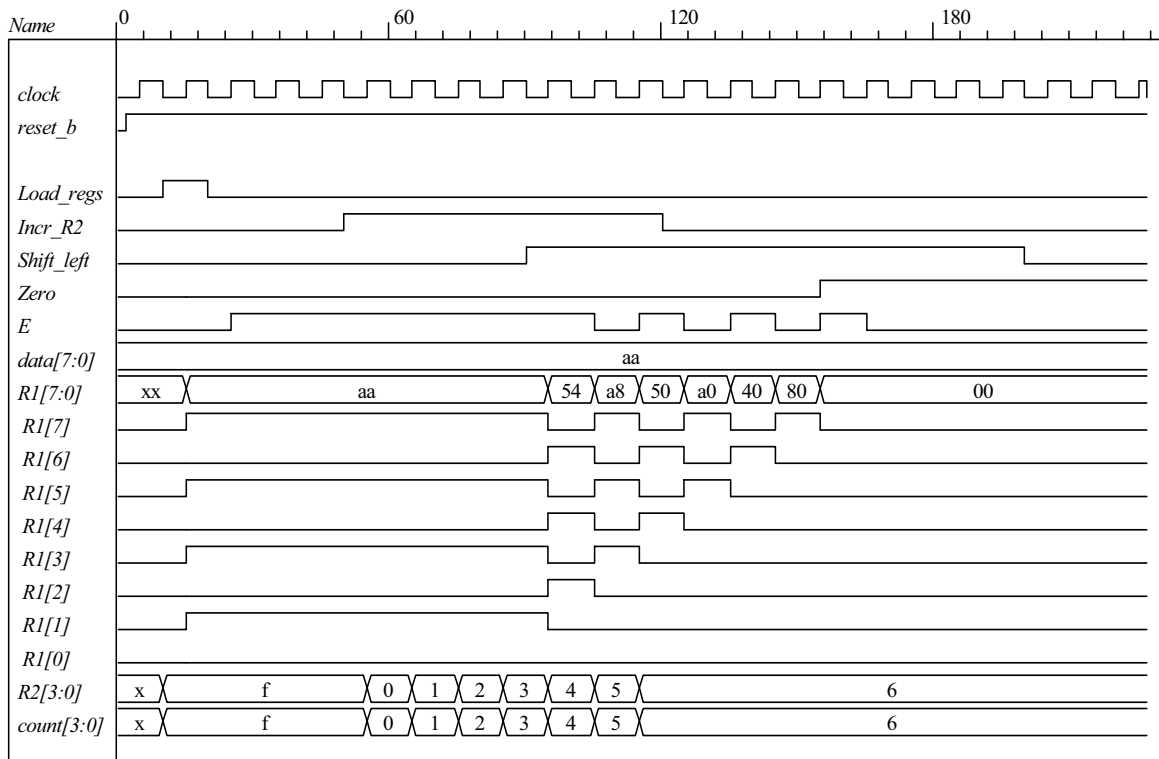 Name 0 60 120 180
clock
reset_b
Load_regs
Incr_R2
Shift_left
Zero
E
data[7:0] aa
R1[7:0] xx aa 54 a8 50 a0 40 80 00
R1[7]
R1[6]
R1[5]
R1[4]
R1[3]
R1[2]
R1[1]
R1[0]
R2[3:0] x f 0 1 2 3 4 5 6
count[3:0] x f 0 1 2 3 4 5 6